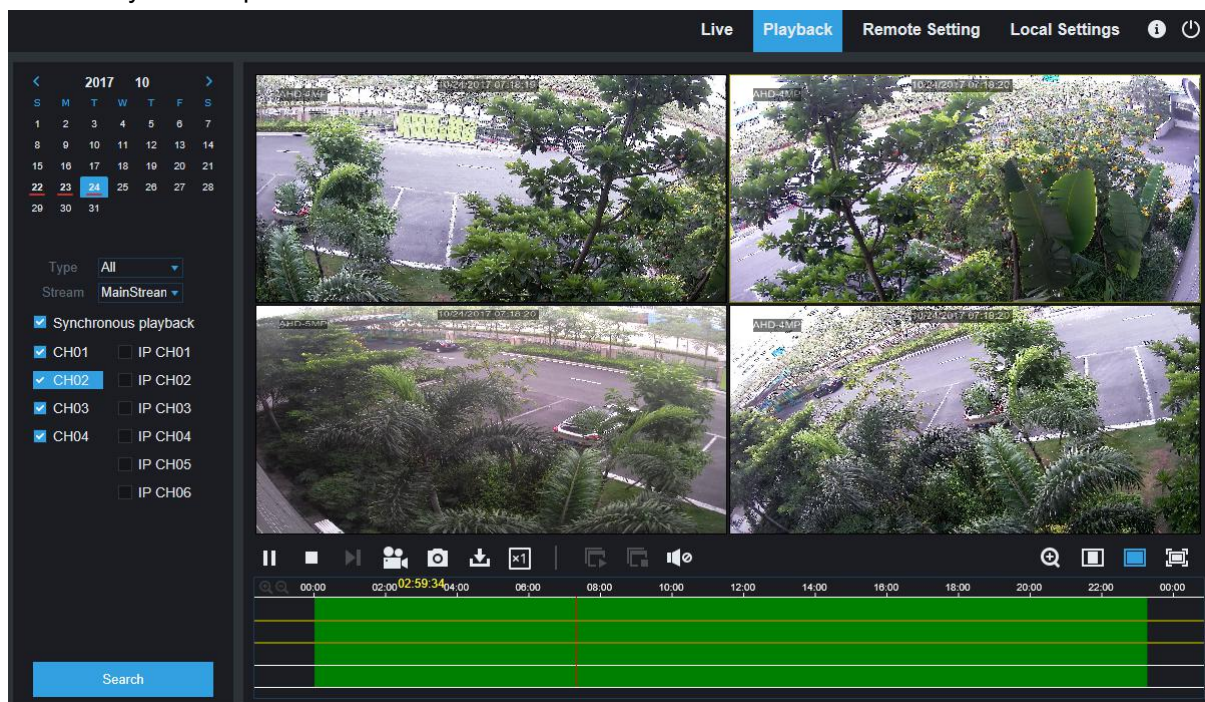 Live Playback Remote Setting Local Settings
2017 10
S M T W T F S
1 2 3 4 5 6 7
8 9 10 11 12 13 14
15 16 17 18 19 20 21
22 23 24 25 26 27 28
29 30 31
Type All
Stream MainStrean
Synchronous playback
CH01 IP CH01
CH02 IP CH02
CH03 IP CH03
CH04 IP CH04
IP CH05
IP CH06
Search
AHD-4MP 10/24/2017 07:18:19
AHD-4MP 10/24/2017 07:18:20
AHD-5MP 10/24/2017 07:18:20
AHD-4MP 10/24/2017 07:18:20
×1
00:00 02:00 02:59:34 04:00 06:00 08:00 10:00 12:00 14:00 16:00 18:00 20:00 22:00 00:00